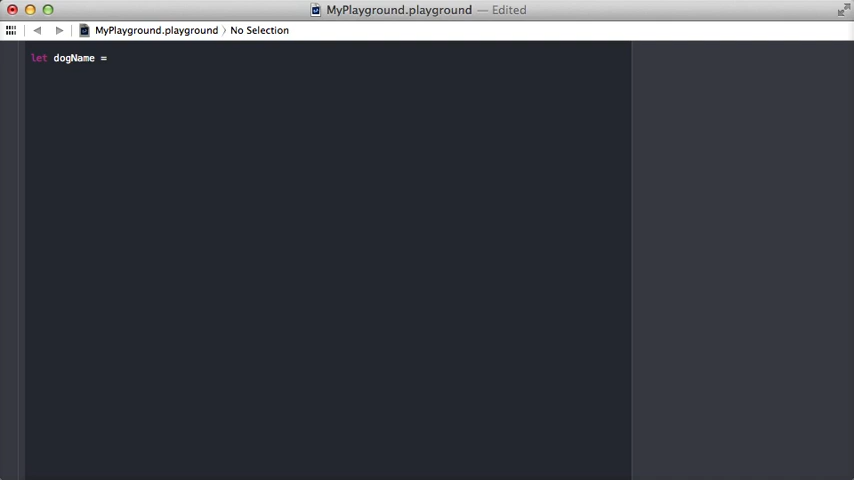 MyPlayground.playground — Edited
MyPlayground.playground 〉 No Selection
let dogName =